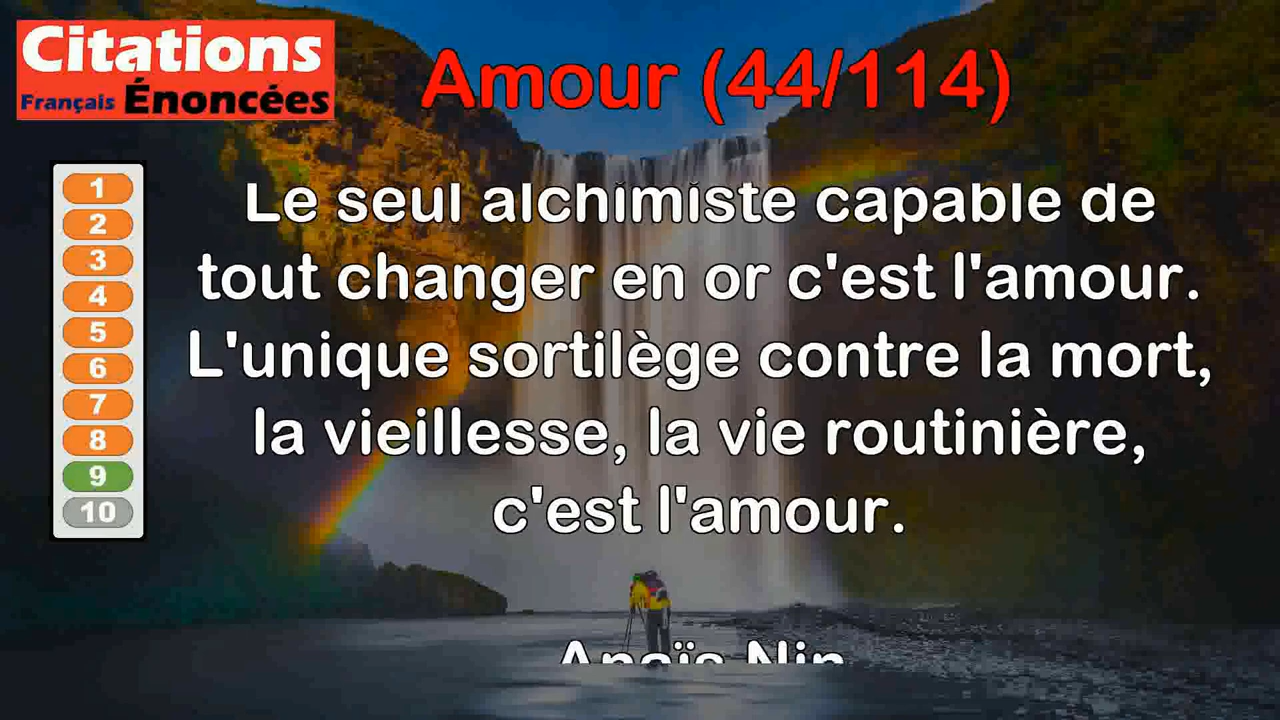 Citations
Français Énoncées
Amour (44/114)
1
2
3
4
5
6
7
8
9
10
Le seul alchimiste capable de
tout changer en or c'est l'amour.
L'unique sortilège contre la mort,
la vieillesse, la vie routinière,
c'est l'amour.
Anaïs Nin